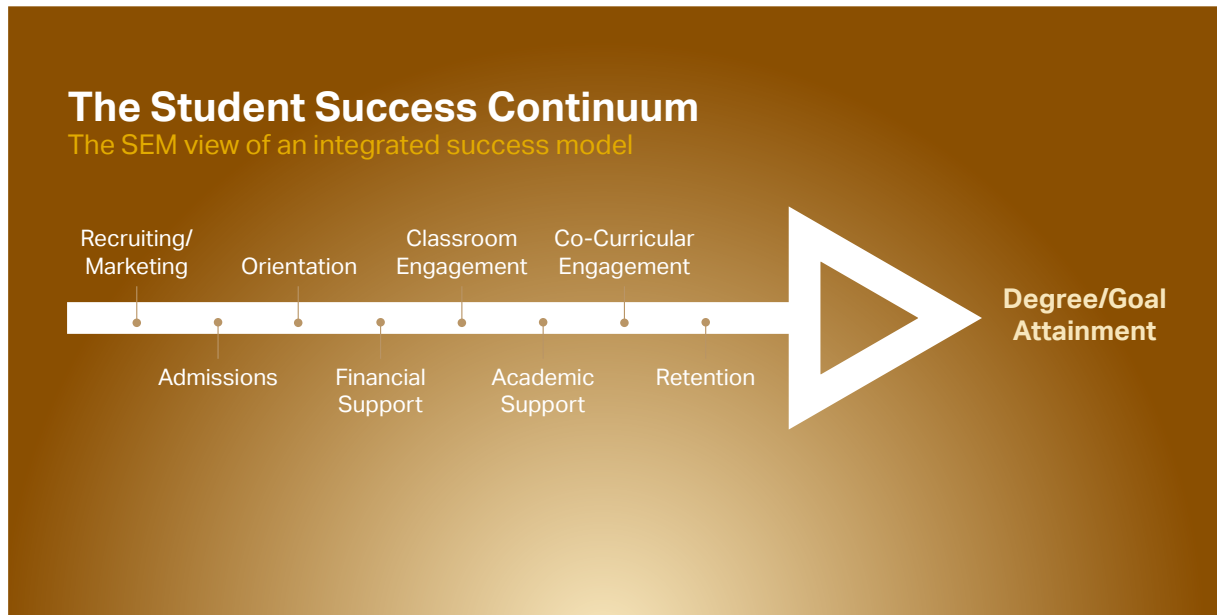 The Student Success Continuum
The SEM view of an integrated success model
Recruiting/
Marketing
Admissions
Orientation
Financial
Support
Classroom
Engagement
Academic
Support
Co-Curricular
Engagement
Retention
Degree/Goal
Attainment